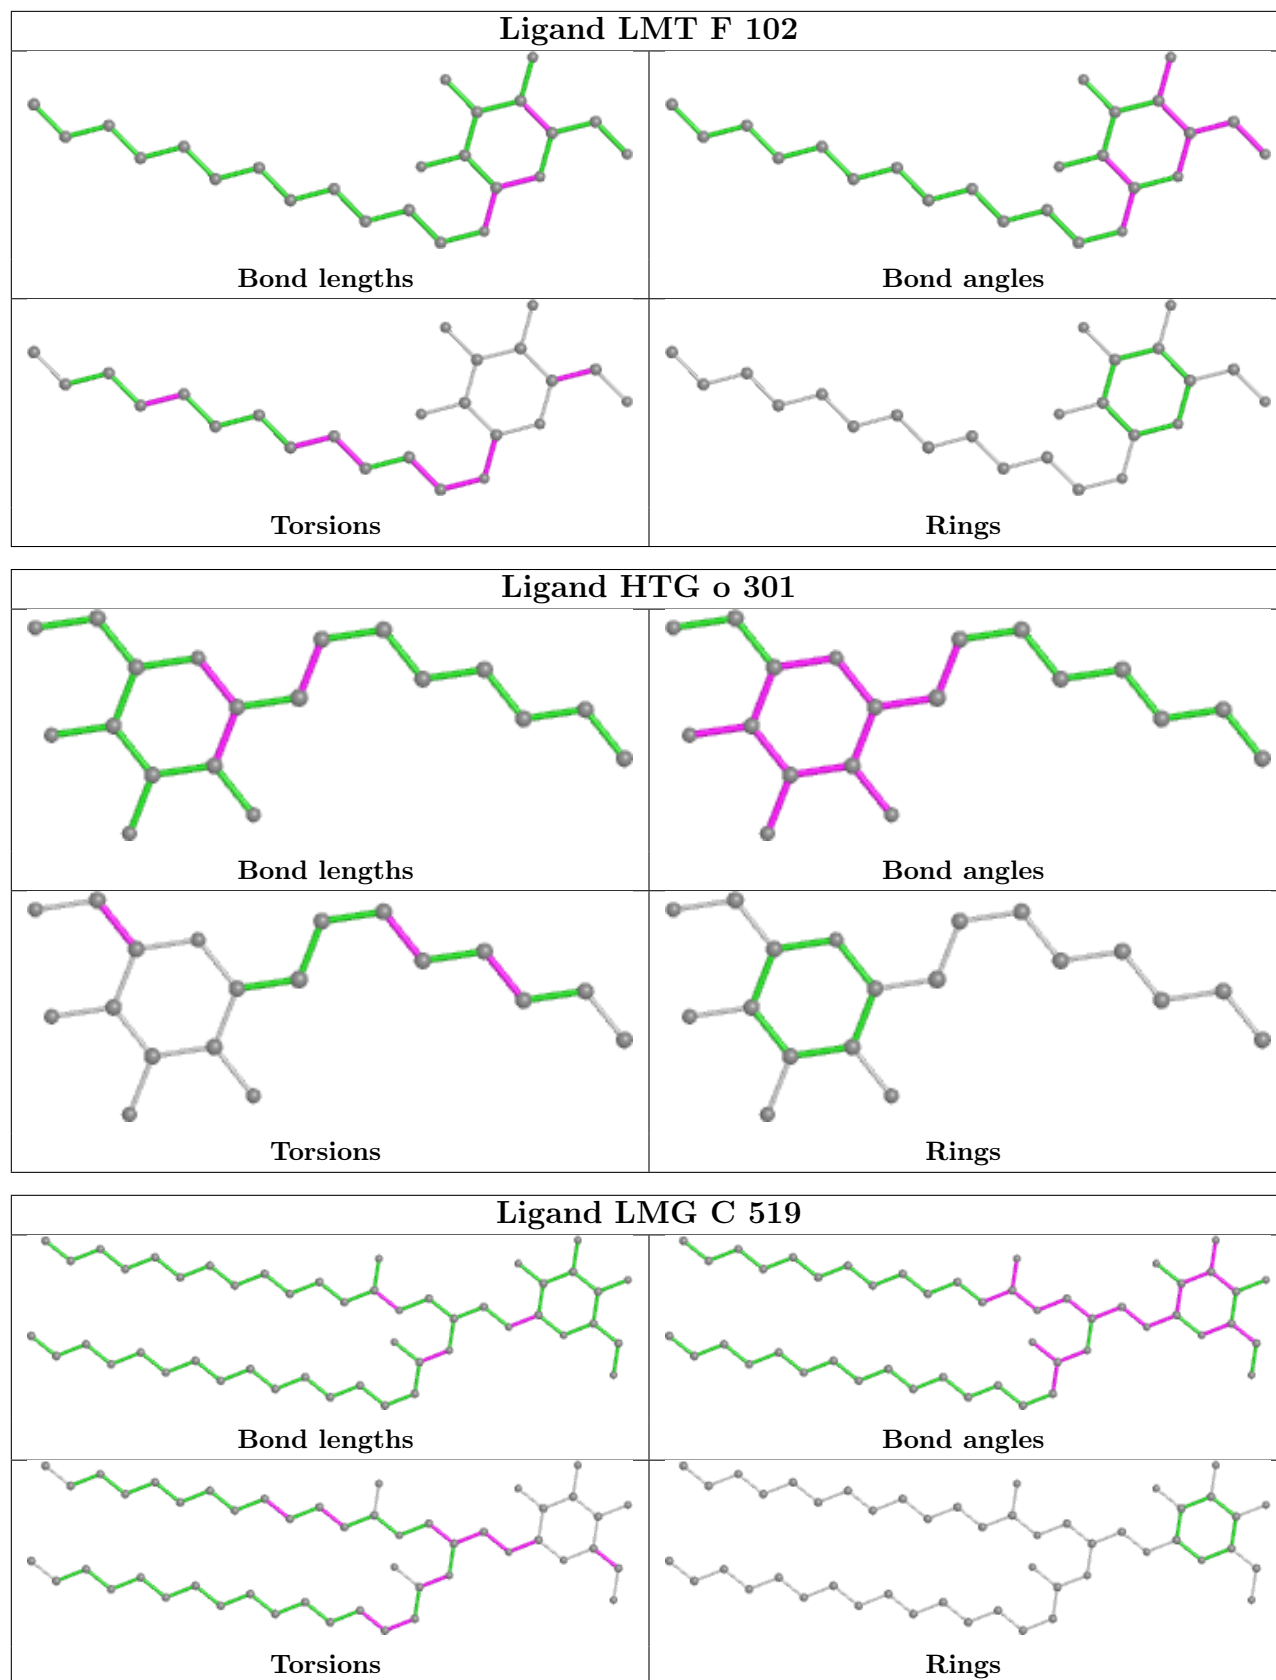 Ligand LMT F 102
Bond lengths
Bond angles
Torsions
Rings
Ligand HTG o 301
Bond lengths
Bond angles
Torsions
Rings
Ligand LMG C 519
Bond lengths
Bond angles
Torsions
Rings